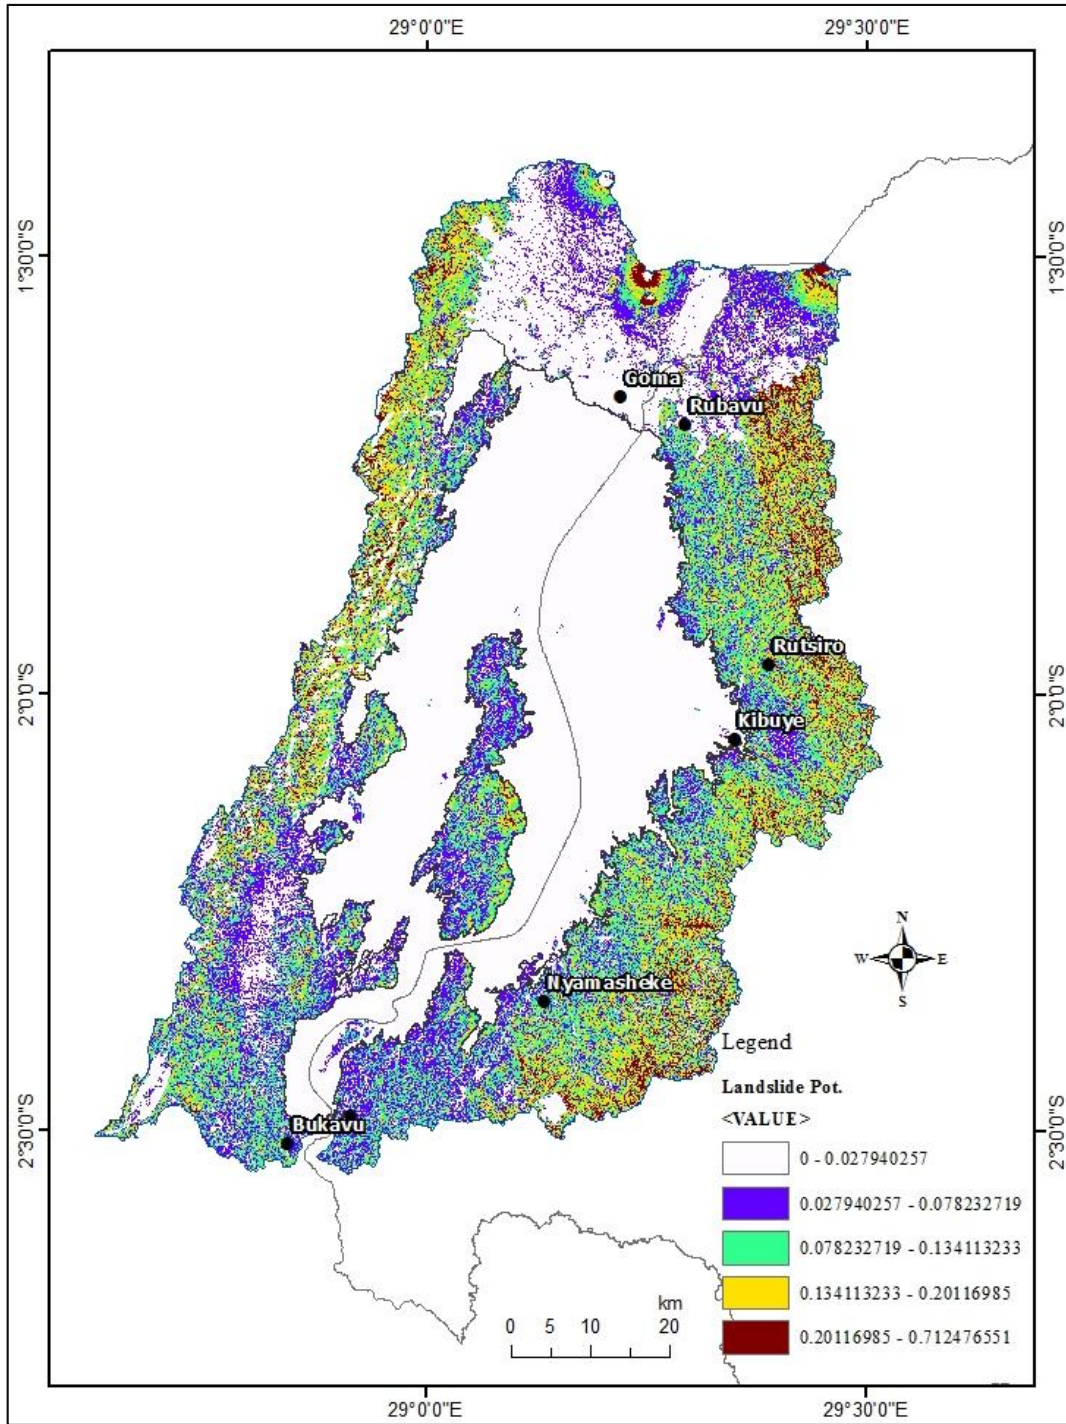 29°0'0"E 29°30'0"E
1°30'0"S 1°30'0"S
Goma
Rubavu
Rutsiro
2°0'0"S 2°0'0"S
Kibuye
N
W E
S
Nyamasheke
Legend
Landslide Pot.
<VALUE>
Bukavu
2°30'0"S 2°30'0"S
0 - 0.027940257
0.027940257 - 0.078232719
0.078232719 - 0.134113233
0.134113233 - 0.20116985
0.20116985 - 0.712476551
km
0 5 10 20
29°0'0"E 29°30'0"E